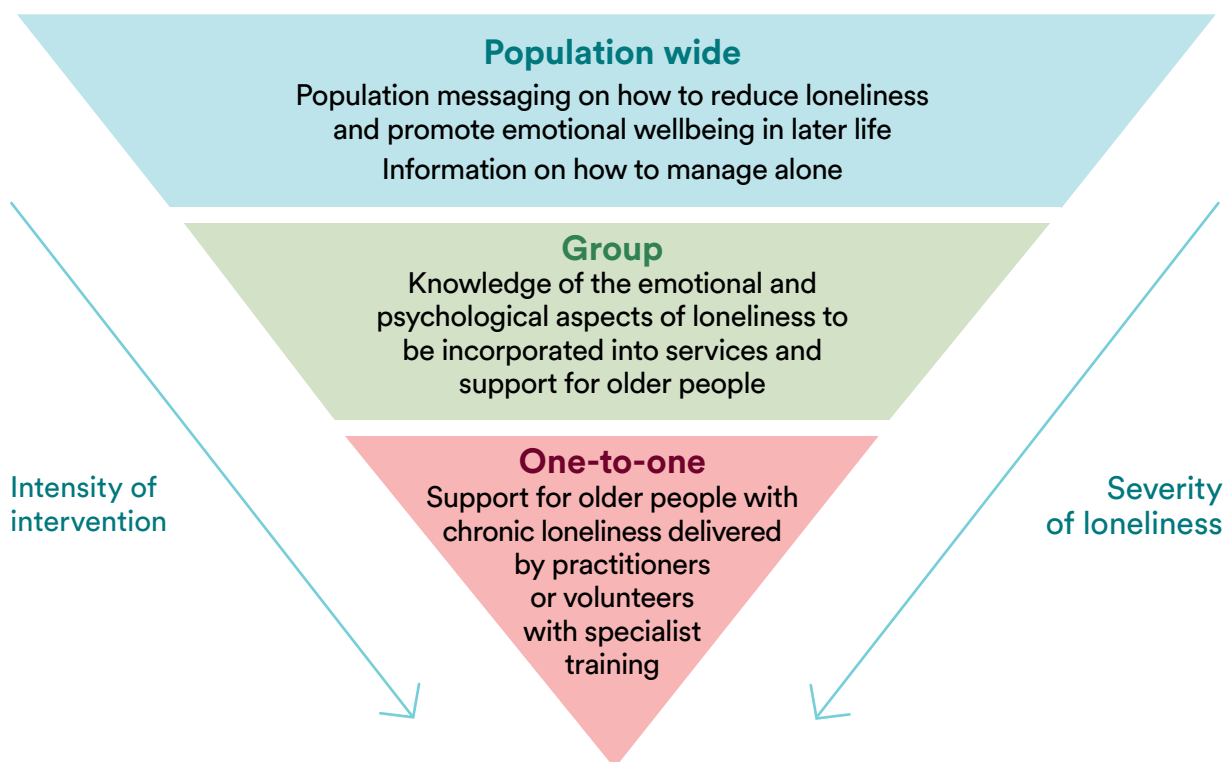 Population wide
Population messaging on how to reduce loneliness
and promote emotional wellbeing in later life
Information on how to manage alone
Group
Knowledge of the emotional and
psychological aspects of loneliness to
be incorporated into services and
support for older people
One-to-one
Support for older people with
chronic loneliness delivered
by practitioners
or volunteers
with specialist
training
Intensity of
intervention
Severity
of loneliness